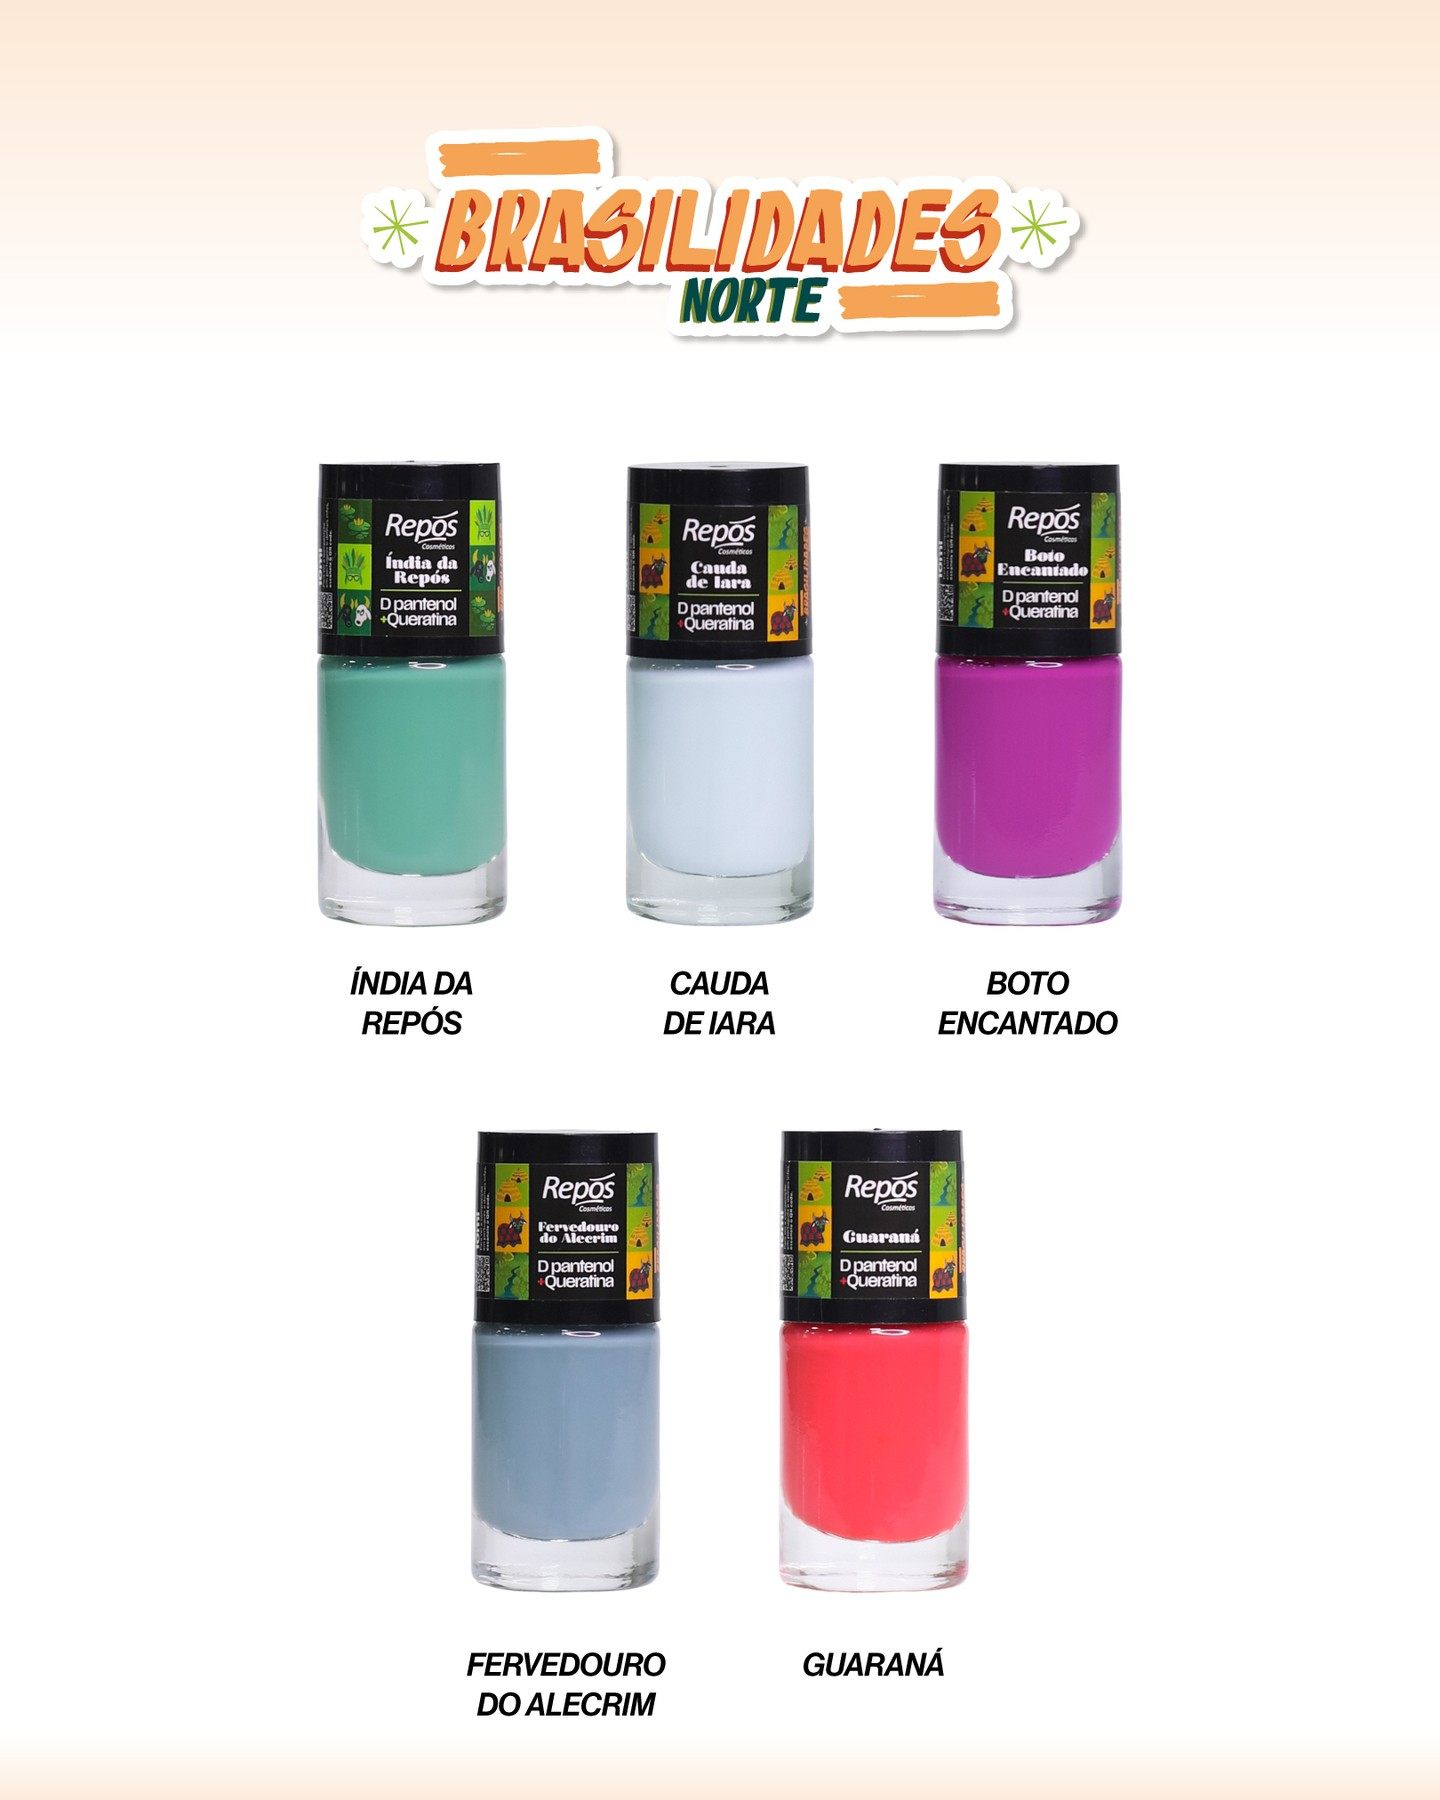 BRASILIDADES
NORTE
Repós
Cosméticos
Índia da
Repós
D pantenol
+Queratina
Repós
Cosméticos
Cauda
de Iara
D pantenol
+Queratina
BRASILIDADES
Repós
Cosméticos
Boto
Encantado
D pantenol
+Queratina
ÍNDIA DA
REPÓS
CAUDA
DE IARA
BOTO
ENCANTADO
Repós
Cosméticos
Fervedouro
do Alecrim
D pantenol
+Queratina
Repós
Cosméticos
Guaraná
D pantenol
+Queratina
FERVEDOURO
DO ALECRIM
GUARANÁ